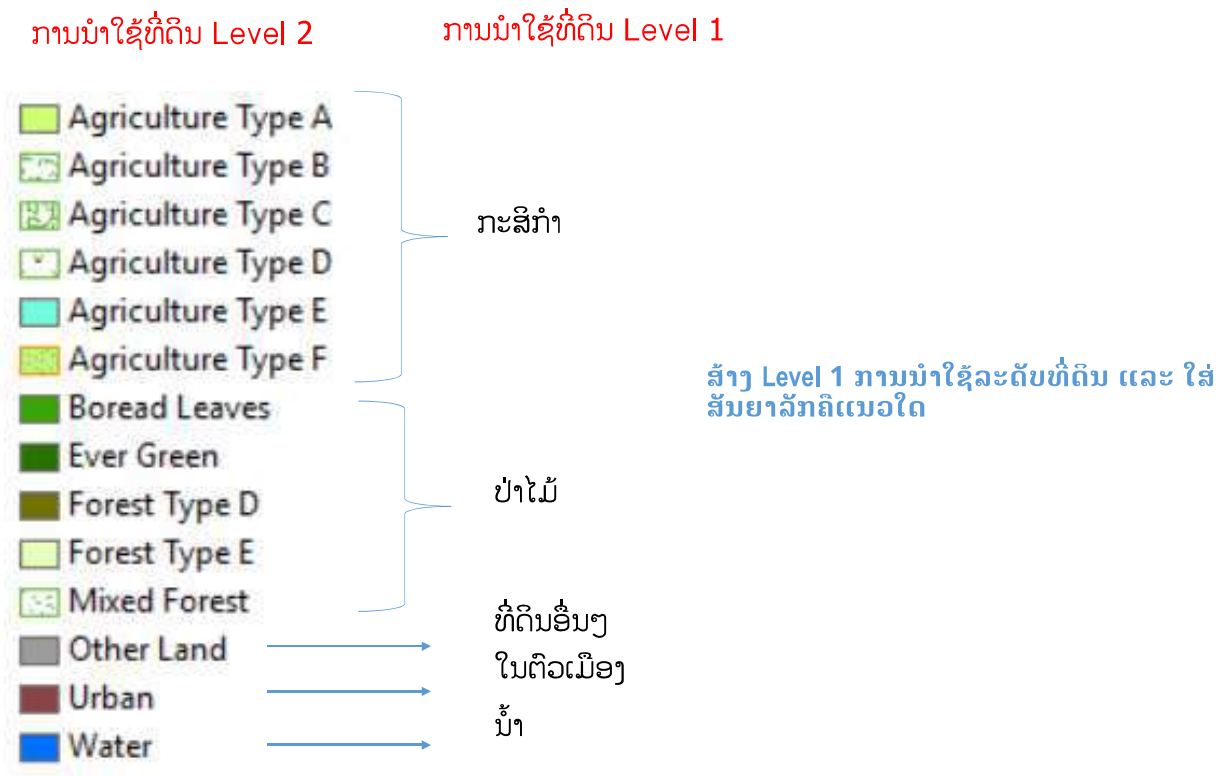 ການນຳໃຊ້ທີ່ດິນ Level 2
ການນຳໃຊ້ທີ່ດິນ Level 1
Agriculture Type A
Agriculture Type B
Agriculture Type C
Agriculture Type D
Agriculture Type E
Agriculture Type F
Boread Leaves
Ever Green
Forest Type D
Forest Type E
Mixed Forest
Other Land
Urban
Water
ກະສິກຳ
ປ່າໄມ້
ທີ່ດິນອື່ນໆ
ໃນຕົວເມືອງ
ນ້ຳ
ສ້າງ Level 1 ການນຳໃຊ້ລະດັບທີ່ດິນ ແລະ ໃສ່
ສັນຍາລັກຄືແນວໃດ